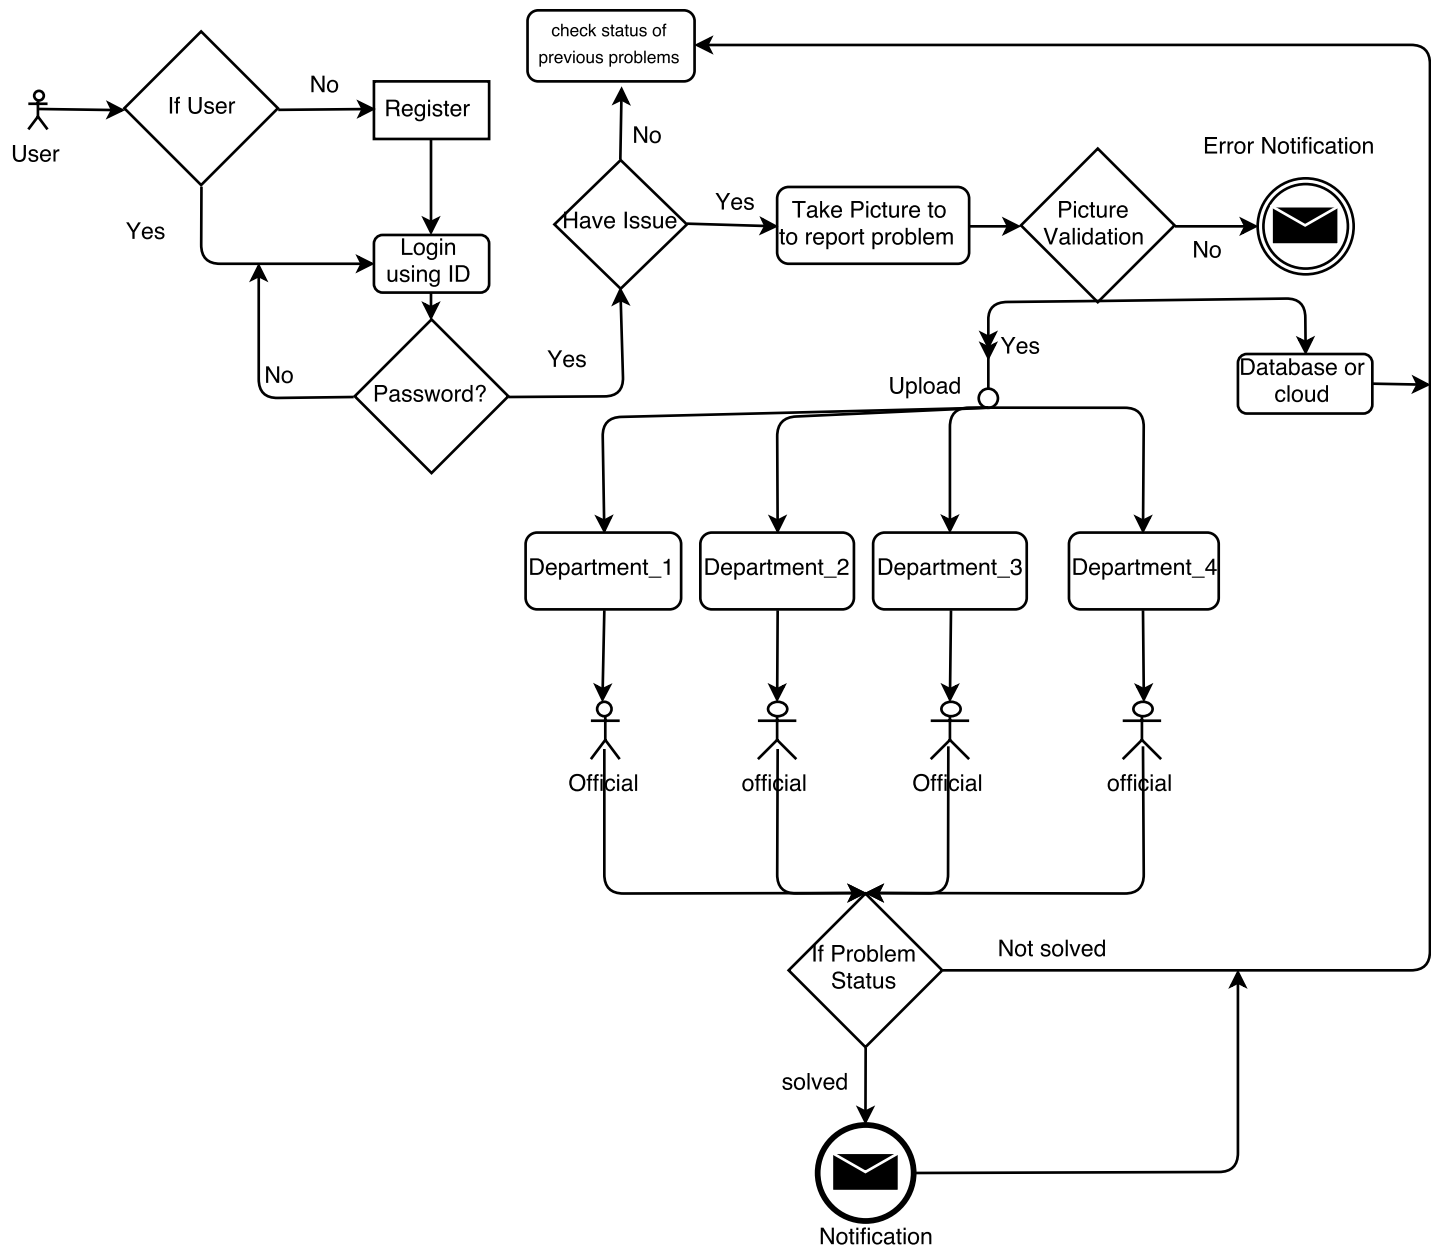 check status of
previous problems
If User
No
Register
User
No
Error Notification
Yes
Login
using ID
Have Issue
Yes
Take Picture to
to report problem
Picture
Validation
No
No
Password?
Yes
Yes
Upload
Database or
cloud
Department_1
Department_2
Department_3
Department_4
Official
official
Official
official
If Problem
Status
Not solved
solved
Notification